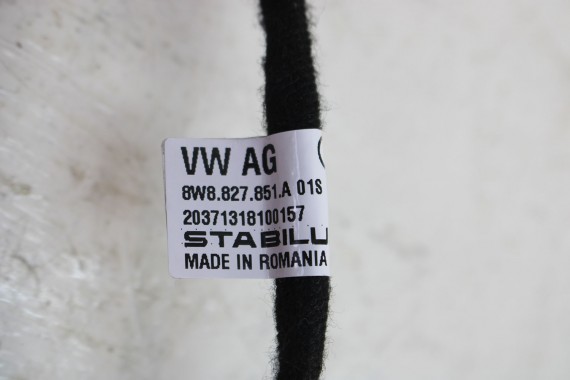 VW AG
8W8.827.851.A 01S
20371318100157
STABILU
MADE IN ROMANIA